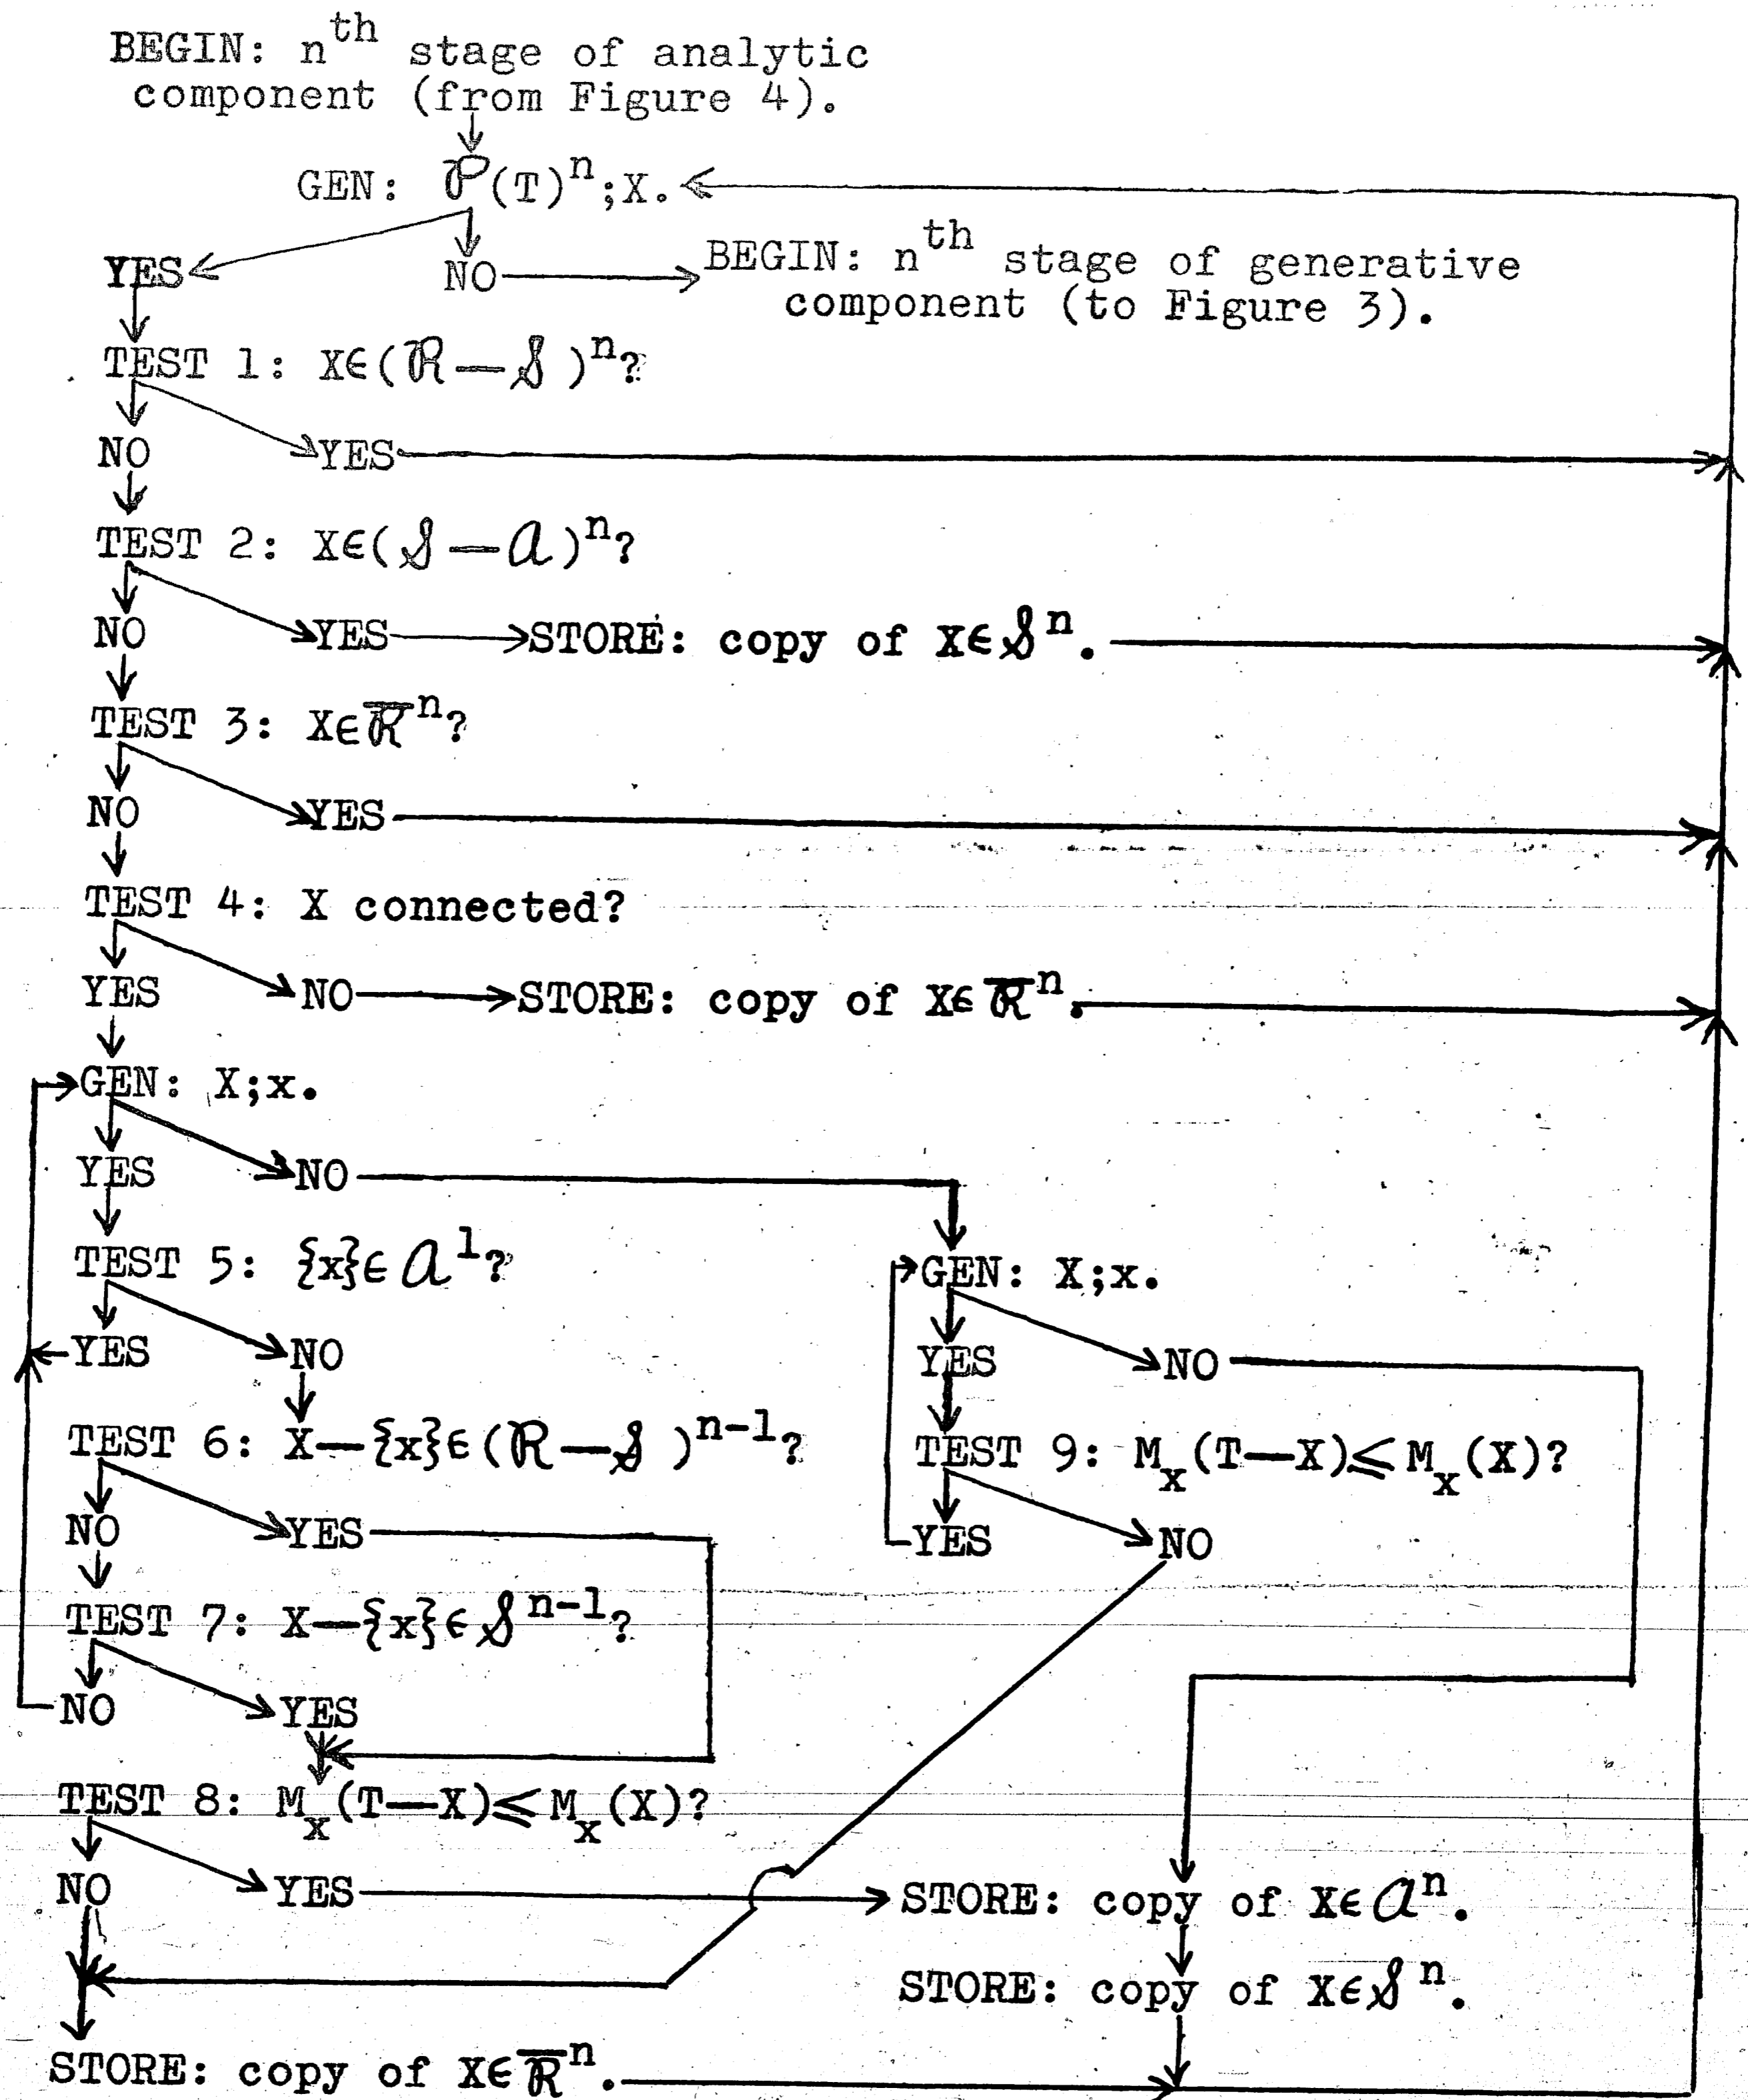 BEGIN: nth stage of analytic
component (from Figure 4).
GEN: 𝒫(T)n;X.
YES
NO
BEGIN: nth stage of generative
component (to Figure 3).
TEST 1: X∈(ℛ—𝒮)n?
NO
YES
TEST 2: X∈(𝒮—𝒜)n?
NO
YES
STORE: copy of X∈𝒮n.
TEST 3: X∈ℛ̅n?
NO
YES
TEST 4: X connected?
YES
NO
STORE: copy of X∈ℛ̅n.
GEN: X;x.
YES
NO
TEST 5: {x}∈𝒜1?
GEN: X;x.
YES
NO
YES
NO
TEST 6: X—{x}∈(ℛ—𝒮)n-1?
TEST 9: Mx(T—X)≤Mx(X)?
NO
YES
YES
NO
TEST 7: X—{x}∈𝒮n-1?
NO
YES
TEST 8: Mx(T—X)≤Mx(X)?
NO
YES
STORE: copy of X∈𝒜n.
STORE: copy of X∈𝒮n.
STORE: copy of X∈ℛ̅n.